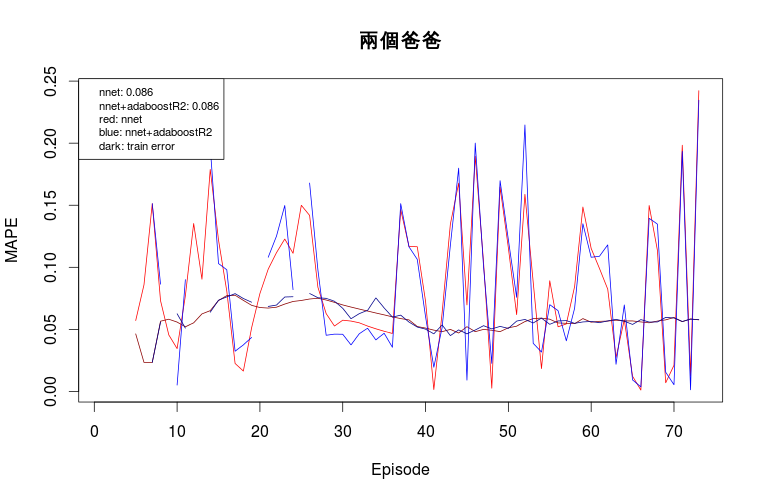 兩個爸爸
nnet: 0.086
nnet+adaboostR2: 0.086
red: nnet
blue: nnet+adaboostR2
dark: train error
MAPE
0.25
0.20
0.15
0.10
0.05
0.00
0 10 20 30 40 50 60 70
Episode